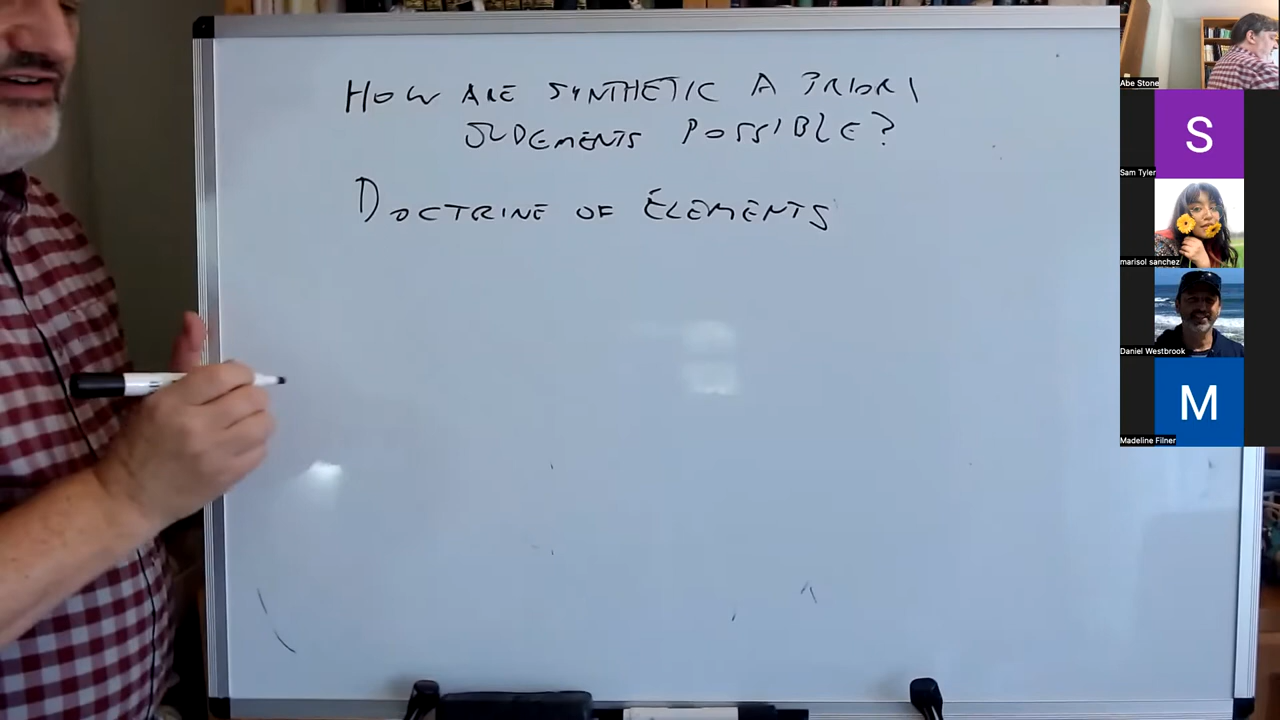 HOW ARE SYNTHETIC A PRIORI
JUDGEMENTS POSSIBLE?
DOCTRINE OF ELEMENTS
Abe Stone
S
Sam Tyler
marisol sanchez
Daniel Westbrook
M
Madeline Filner